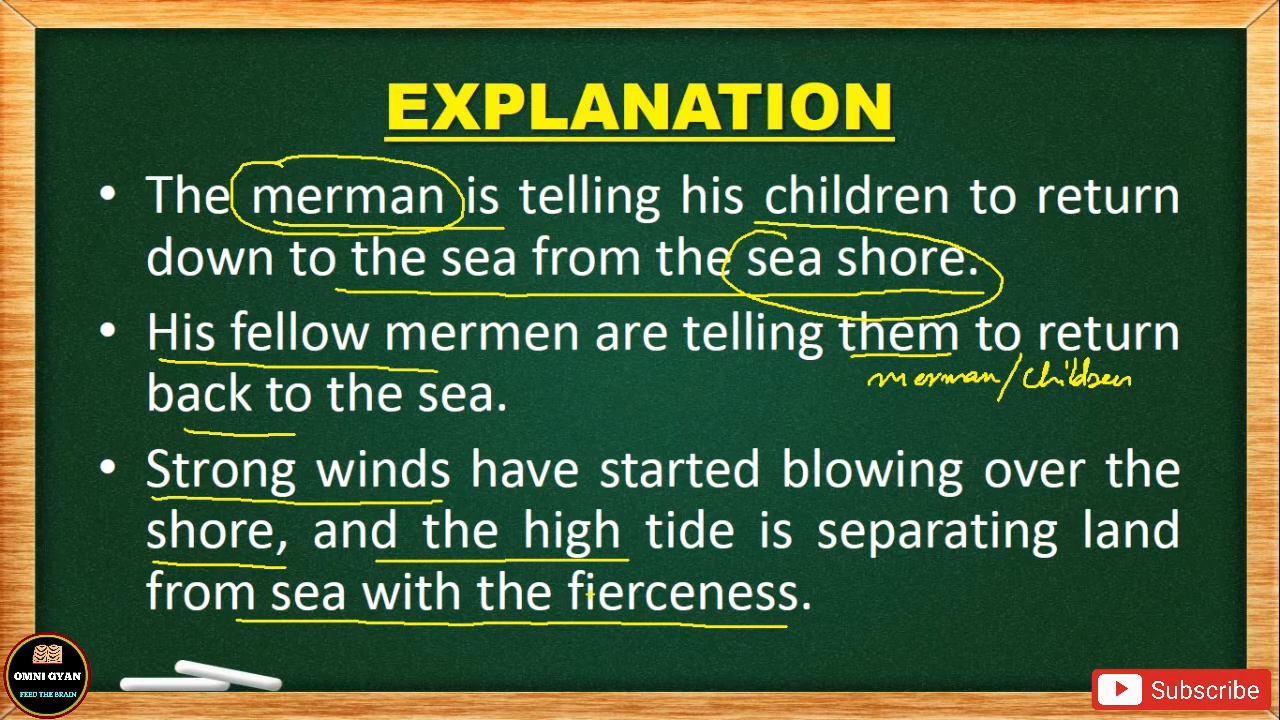 EXPLANATION
• The merman is telling his children to return
down to the sea from the sea shore.
• His fellow mermen are telling them to return
merman/children
back to the sea.
• Strong winds have started blowing over the
shore, and the high tide is separating land
from sea with the fierceness.
OMNI GYAN
FEED THE BRAIN
Subscribe